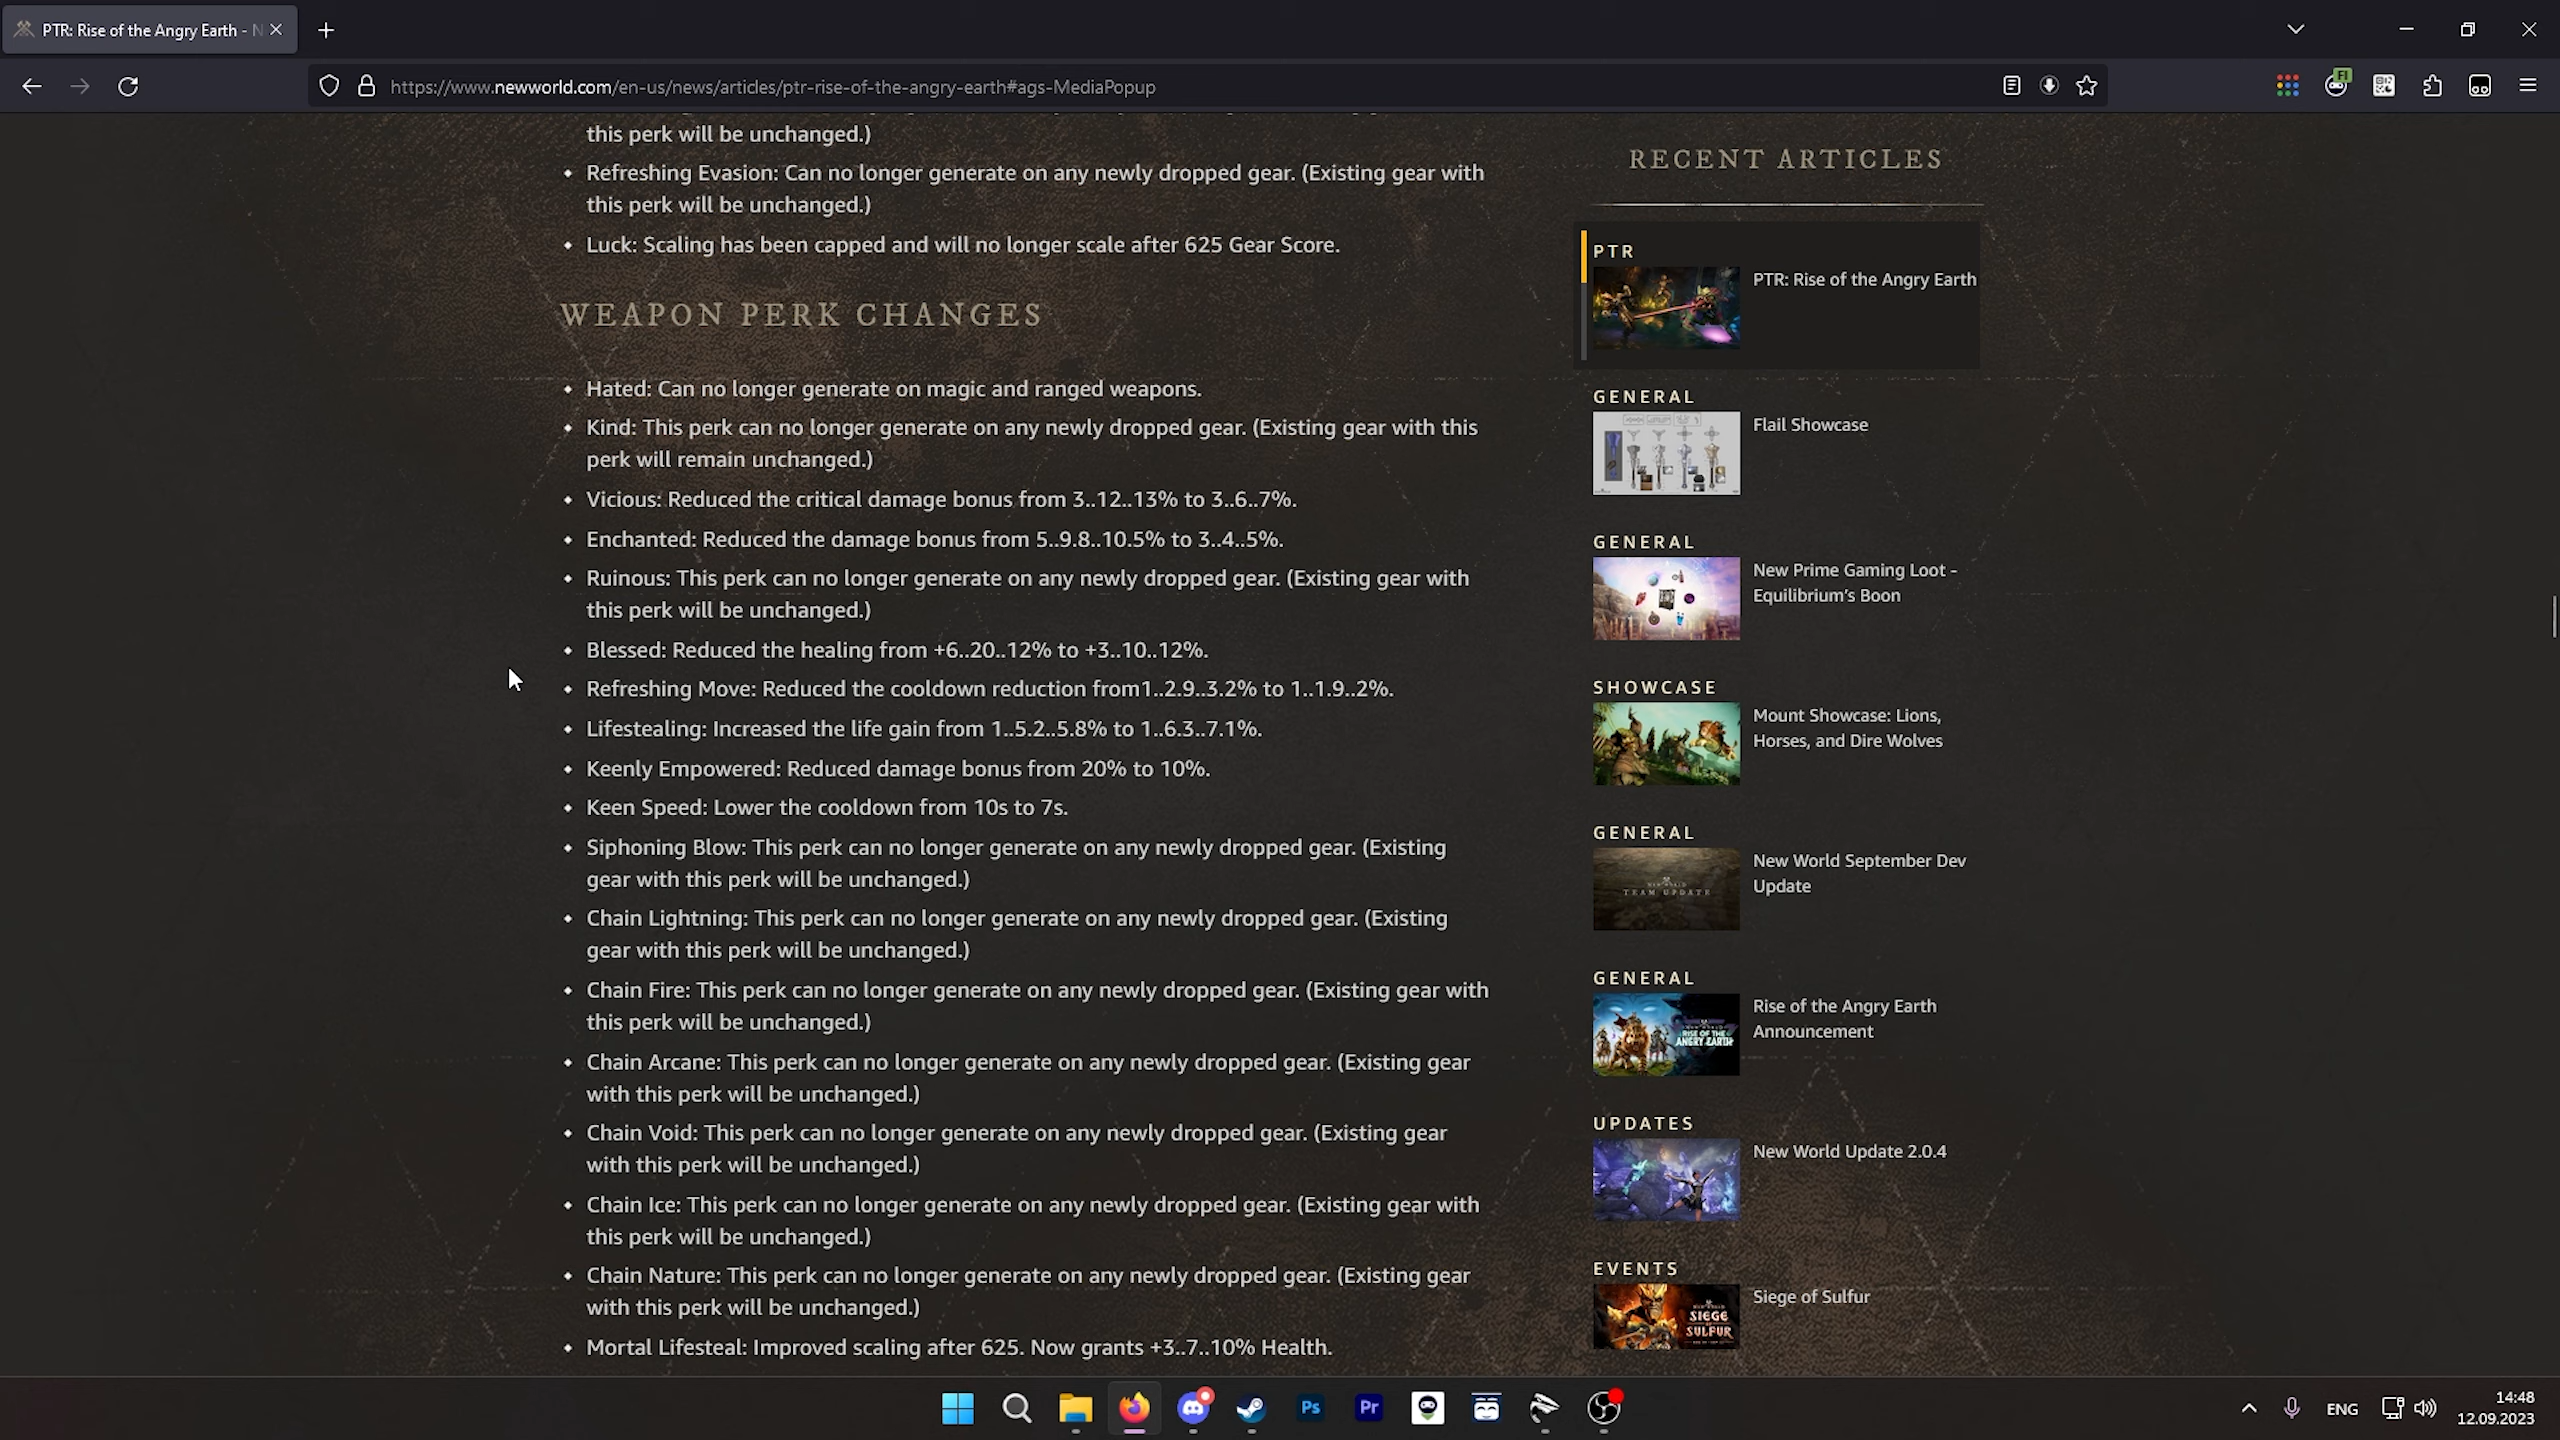 PTR: Rise of the Angry Earth - N
https://www.newworld.com/en-us/news/articles/ptr-rise-of-the-angry-earth#ags-MediaPopup
FI
this perk will be unchanged.)
• Refreshing Evasion: Can no longer generate on any newly dropped gear. (Existing gear with
this perk will be unchanged.)
• Luck: Scaling has been capped and will no longer scale after 625 Gear Score.
WEAPON PERK CHANGES
• Hated: Can no longer generate on magic and ranged weapons.
• Kind: This perk can no longer generate on any newly dropped gear. (Existing gear with this
perk will remain unchanged.)
• Vicious: Reduced the critical damage bonus from 3..12..13% to 3..6..7%.
• Enchanted: Reduced the damage bonus from 5..9.8..10.5% to 3..4..5%.
• Ruinous: This perk can no longer generate on any newly dropped gear. (Existing gear with
this perk will be unchanged.)
• Blessed: Reduced the healing from +6..20..12% to +3..10..12%.
• Refreshing Move: Reduced the cooldown reduction from1..2.9..3.2% to 1..1.9..2%.
• Lifestealing: Increased the life gain from 1..5.2..5.8% to 1..6.3..7.1%.
• Keenly Empowered: Reduced damage bonus from 20% to 10%.
• Keen Speed: Lower the cooldown from 10s to 7s.
• Siphoning Blow: This perk can no longer generate on any newly dropped gear. (Existing
gear with this perk will be unchanged.)
• Chain Lightning: This perk can no longer generate on any newly dropped gear. (Existing
gear with this perk will be unchanged.)
• Chain Fire: This perk can no longer generate on any newly dropped gear. (Existing gear with
this perk will be unchanged.)
• Chain Arcane: This perk can no longer generate on any newly dropped gear. (Existing gear
with this perk will be unchanged.)
• Chain Void: This perk can no longer generate on any newly dropped gear. (Existing gear
with this perk will be unchanged.)
• Chain Ice: This perk can no longer generate on any newly dropped gear. (Existing gear with
this perk will be unchanged.)
• Chain Nature: This perk can no longer generate on any newly dropped gear. (Existing gear
with this perk will be unchanged.)
• Mortal Lifesteal: Improved scaling after 625. Now grants +3..7..10% Health.
RECENT ARTICLES
PTR
PTR: Rise of the Angry Earth
GENERAL
Flail Showcase
GENERAL
New Prime Gaming Loot -
Equilibrium’s Boon
SHOWCASE
Mount Showcase: Lions,
Horses, and Dire Wolves
GENERAL
TEAM UPDATE
New World September Dev
Update
GENERAL
RISE OF THE
ANGRY EARTH
Rise of the Angry Earth
Announcement
UPDATES
New World Update 2.0.4
EVENTS
SIEGE
OF
SULFUR
Siege of Sulfur
Ps
Pr
ENG
14:48
12.09.2023